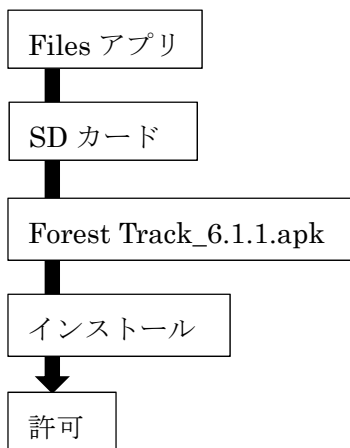 Files アプリ
SD カード
Forest Track_6.1.1.apk
インストール
許可